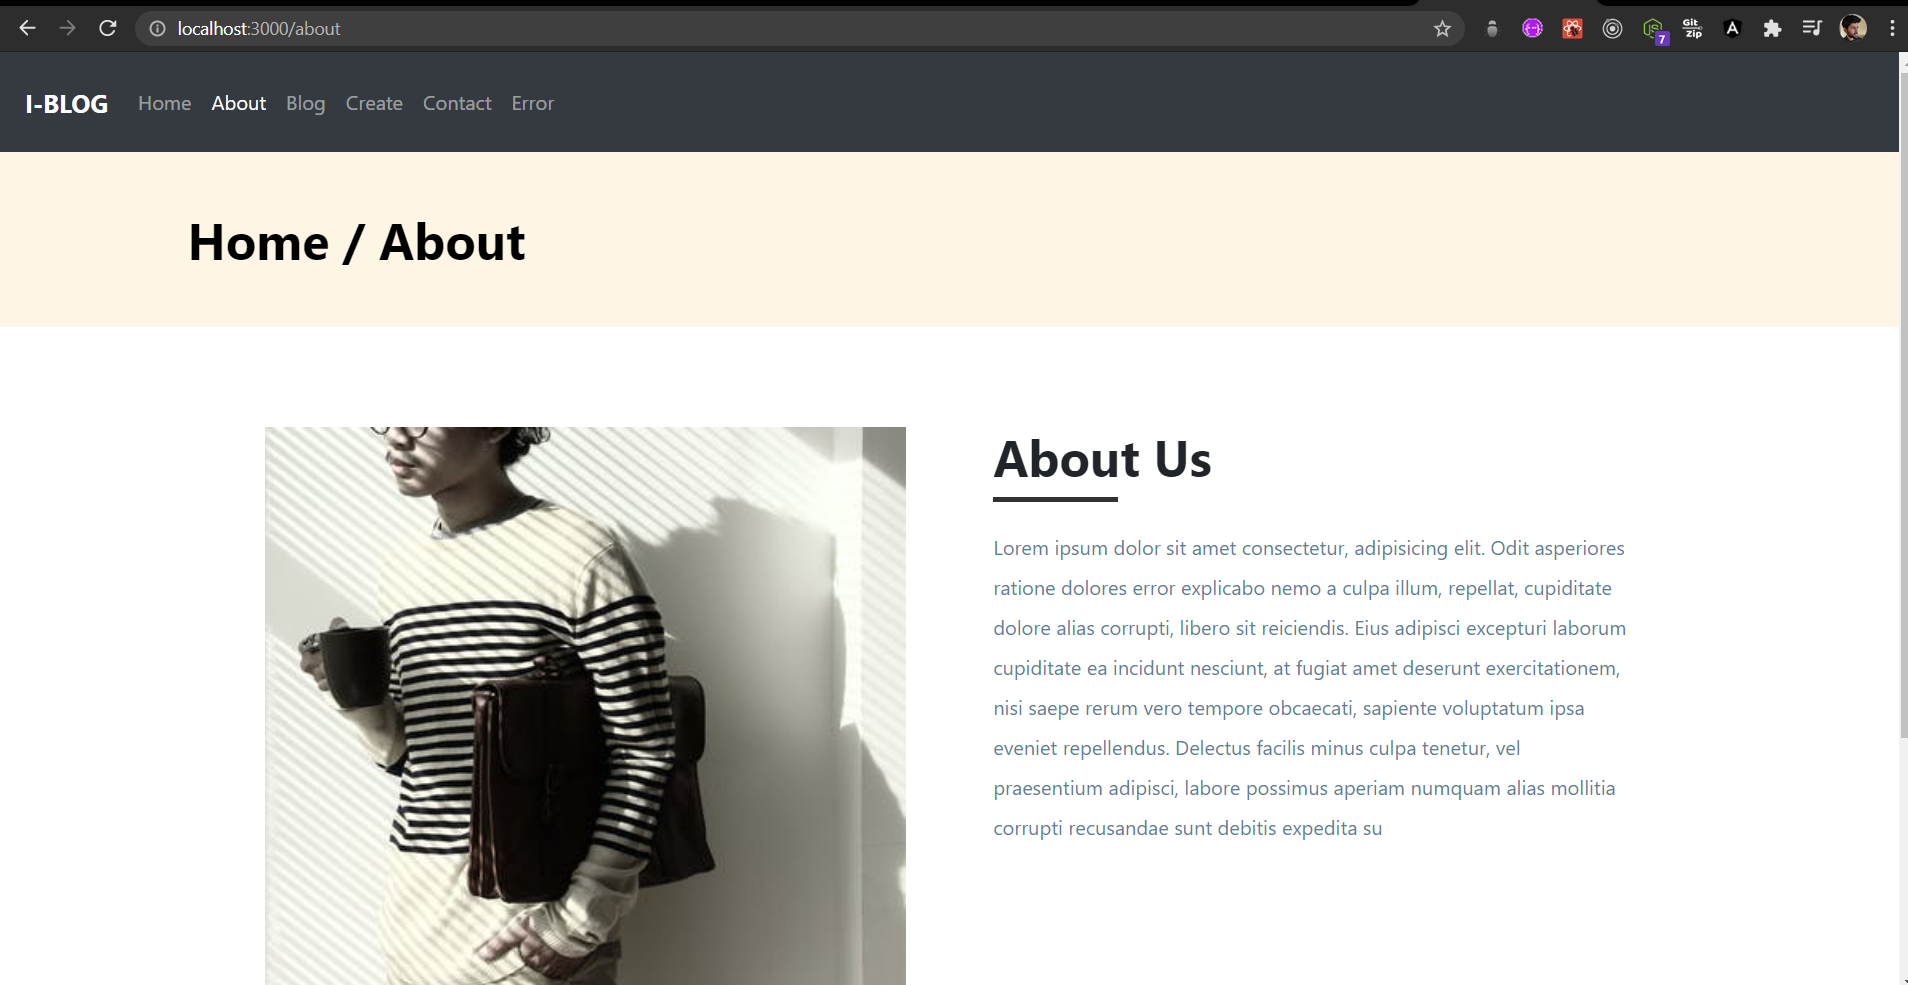 localhost:3000/about
7
Git
Zip
A
I-BLOG Home About Blog Create Contact Error
Home / About
About Us
Lorem ipsum dolor sit amet consectetur, adipisicing elit. Odit asperiores
ratione dolores error explicabo nemo a culpa illum, repellat, cupiditate
dolore alias corrupti, libero sit reiciendis. Eius adipisci excepturi laborum
cupiditate ea incidunt nesciunt, at fugiat amet deserunt exercitationem,
nisi saepe rerum vero tempore obcaecati, sapiente voluptatum ipsa
eveniet repellendus. Delectus facilis minus culpa tenetur, vel
praesentium adipisci, labore possimus aperiam numquam alias mollitia
corrupti recusandae sunt debitis expedita su